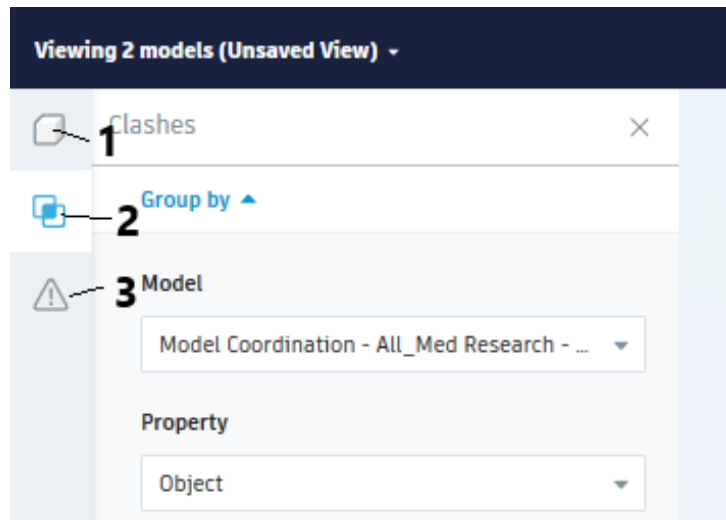 Viewing 2 models (Unsaved View)
1
Clashes
2
Group by
3
Model
Model Coordination - All_Med Research - ...
Property
Object